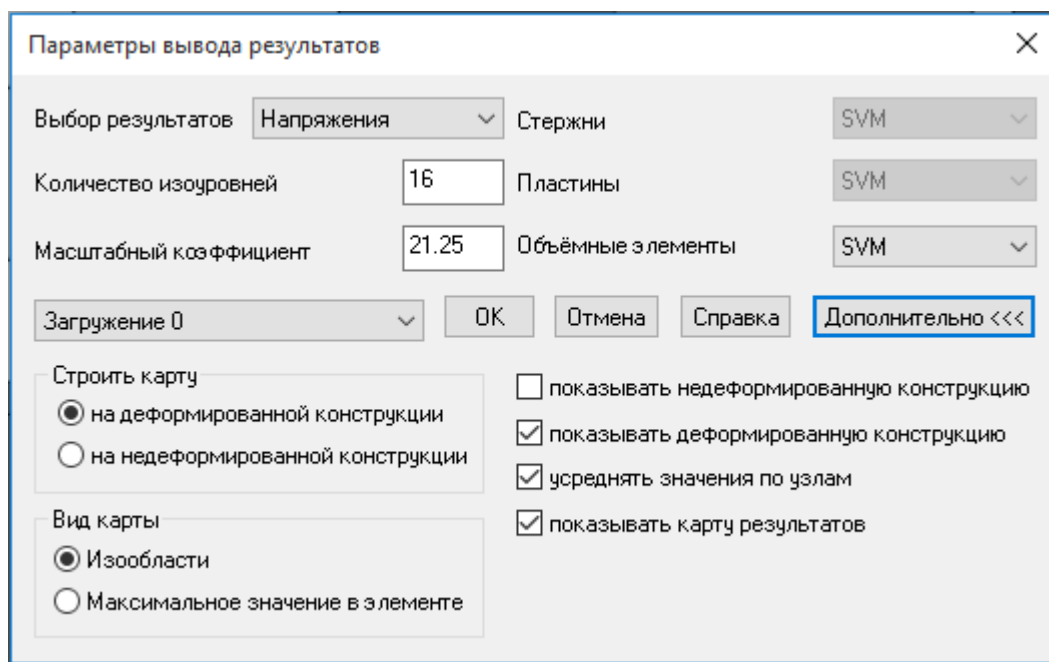 Параметры вывода результатов
Выбор результатов Напряжения Стержни SVM
Количество изоуровней 16 Пластины SVM
Масштабный коэффициент 21.25 Объёмные элементы SVM
Загружение 0 OK Отмена Справка Дополнительно <<<
Строить карту
на деформированной конструкции
на недеформированной конструкции
показывать недеформированную конструкцию
показывать деформированную конструкцию
усреднять значения по узлам
показывать карту результатов
Вид карты
Изообласти
Максимальное значение в элементе